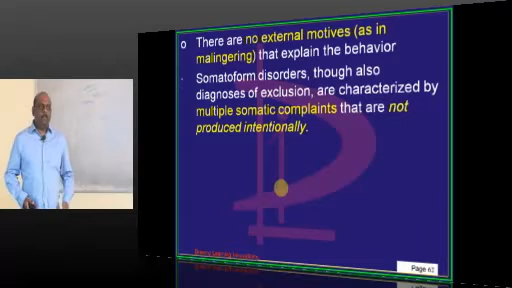 o There are no external motives (as in
malingering) that explain the behavior
Somatoform disorders, though also
diagnoses of exclusion, are characterized by
multiple somatic complaints that are not
produced intentionally.
Page 61